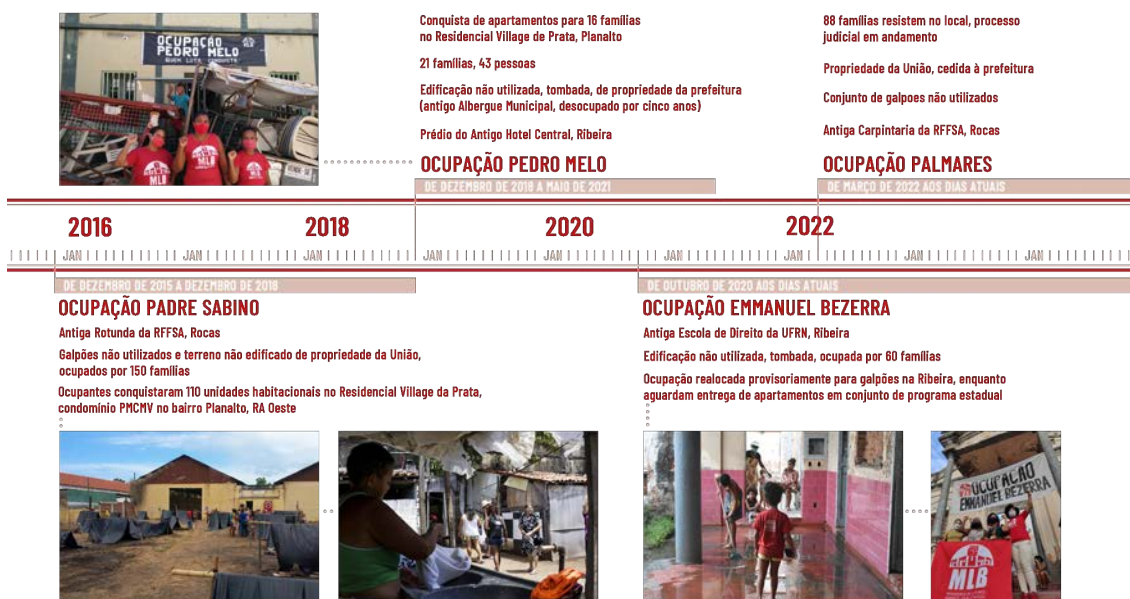 OCUPAÇÃO
PEDRO MELO
QUEM LUTA CONQUISTA
MLB
MLB
Conquista de apartamentos para 16 famílias
no Residencial Village de Prata, Planalto
21 famílias, 43 pessoas
Edificação não utilizada, tombada, de propriedade da prefeitura
(antigo Albergue Municipal, desocupado por cinco anos)
Prédio do Antigo Hotel Central, Ribeira
OCUPAÇÃO PEDRO MELO
DE DEZEMBRO DE 2018 A MAIO DE 2021
88 famílias resistem no local, processo
judicial em andamento
Propriedade da União, cedida à prefeitura
Conjunto de galpoes não utilizados
Antiga Carpintaria da RFFSA, Rocas
OCUPAÇÃO PALMARES
DE MARÇO DE 2022 AOS DIAS ATUAIS
2016 2018 2020 2022
JAN JAN JAN JAN JAN JAN JAN
DE DEZEMBRO DE 2015 A DEZEMBRO DE 2018
OCUPAÇÃO PADRE SABINO
Antiga Rotunda da RFFSA, Rocas
Galpões não utilizados e terreno não edificado de propriedade da União,
ocupados por 150 famílias
Ocupantes conquistaram 110 unidades habitacionais no Residencial Village da Prata,
condomínio PMCMV no bairro Planalto, RA Oeste
DE OUTUBRO DE 2020 AOS DIAS ATUAIS
OCUPAÇÃO EMMANUEL BEZERRA
Antiga Escola de Direito da UFRN, Ribeira
Edificação não utilizada, tombada, ocupada por 60 famílias
Ocupação realocada provisoriamente para galpões na Ribeira, enquanto
aguardam entrega de apartamentos em conjunto de programa estadual
OCUPAÇÃO
EMMANUEL BEZERRA
MLB